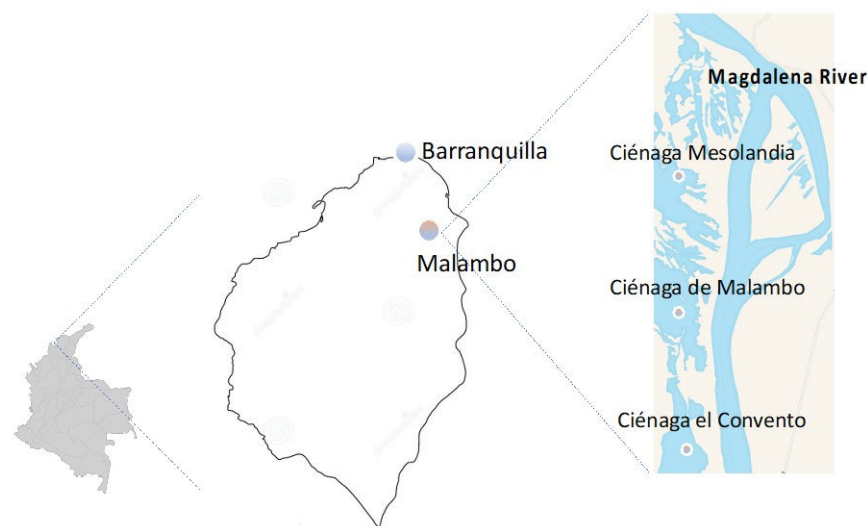 Magdalena River
Barranquilla
Ciénaga Mesolandia
Malambo
Ciénaga de Malambo
Ciénaga el Convento